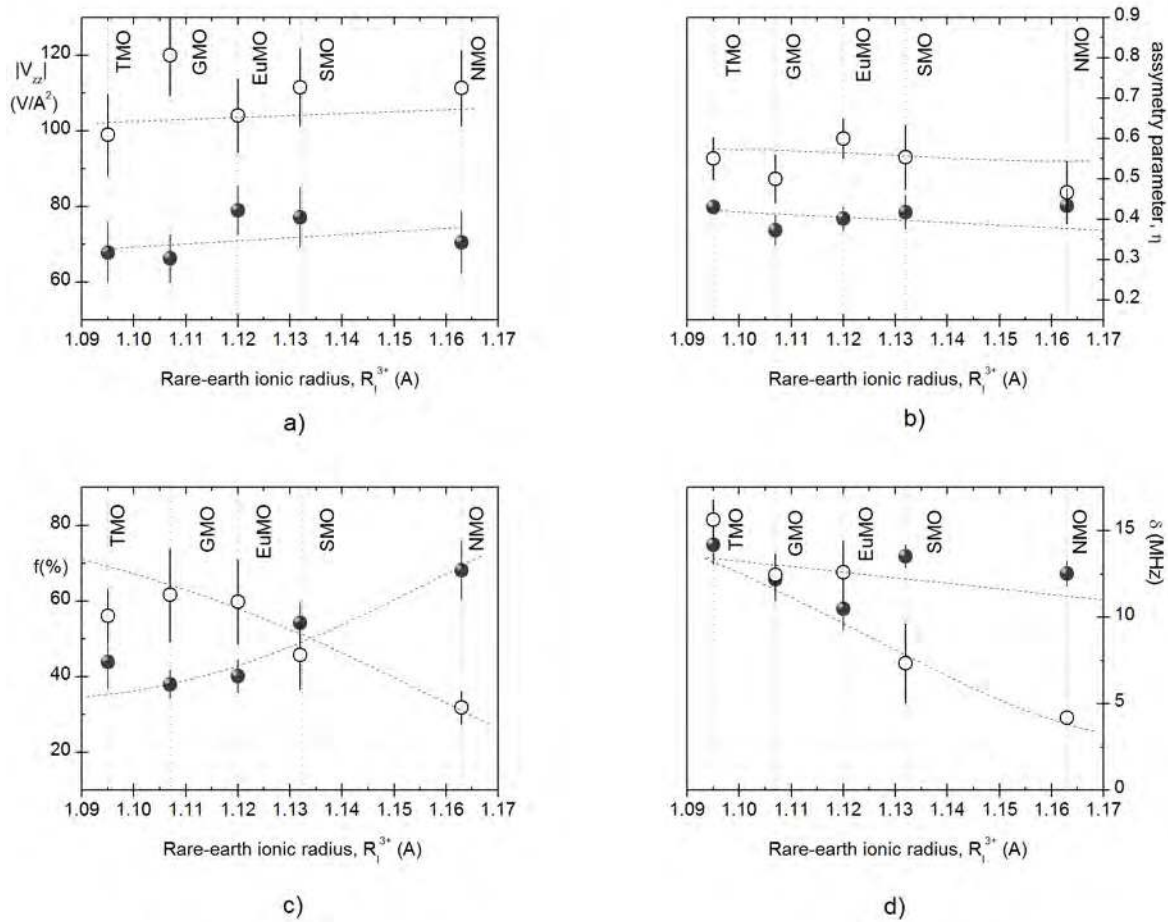 120
100
80
60
|V_zz|
(V/A²)
TMO
GMO
EuMO
SMO
NMO
1.09 1.10 1.11 1.12 1.13 1.14 1.15 1.16 1.17
Rare-earth ionic radius, R_I^3+ (A)
a)
0.9
0.8
0.7
0.6
0.5
0.4
0.3
0.2
assymetry parameter, η
TMO
GMO
EuMO
SMO
NMO
1.09 1.10 1.11 1.12 1.13 1.14 1.15 1.16 1.17
Rare-earth ionic radius, R_I^3+ (A)
b)
80
60
40
20
f(%)
TMO
GMO
EuMO
SMO
NMO
1.09 1.10 1.11 1.12 1.13 1.14 1.15 1.16 1.17
Rare-earth ionic radius, R_I^3+ (A)
c)
15
10
5
0
δ (MHz)
TMO
GMO
EuMO
SMO
NMO
1.09 1.10 1.11 1.12 1.13 1.14 1.15 1.16 1.17
Rare-earth ionic radius, R_I^3+ (A)
d)